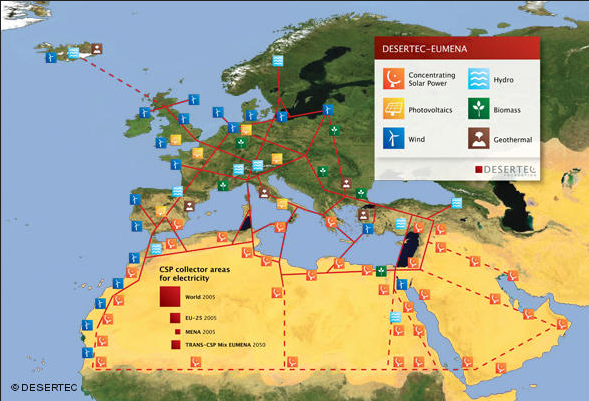 DESERTEC–EUMENA
Concentrating
Solar Power
Hydro
Photovoltaics
Biomass
Wind
Geothermal
DESERTEC
FOUNDATION
CSP collector areas
for electricity
World 2005
EU-25 2005
MENA 2005
TRANS-CSP Mix EUMENA 2050
© DESERTEC